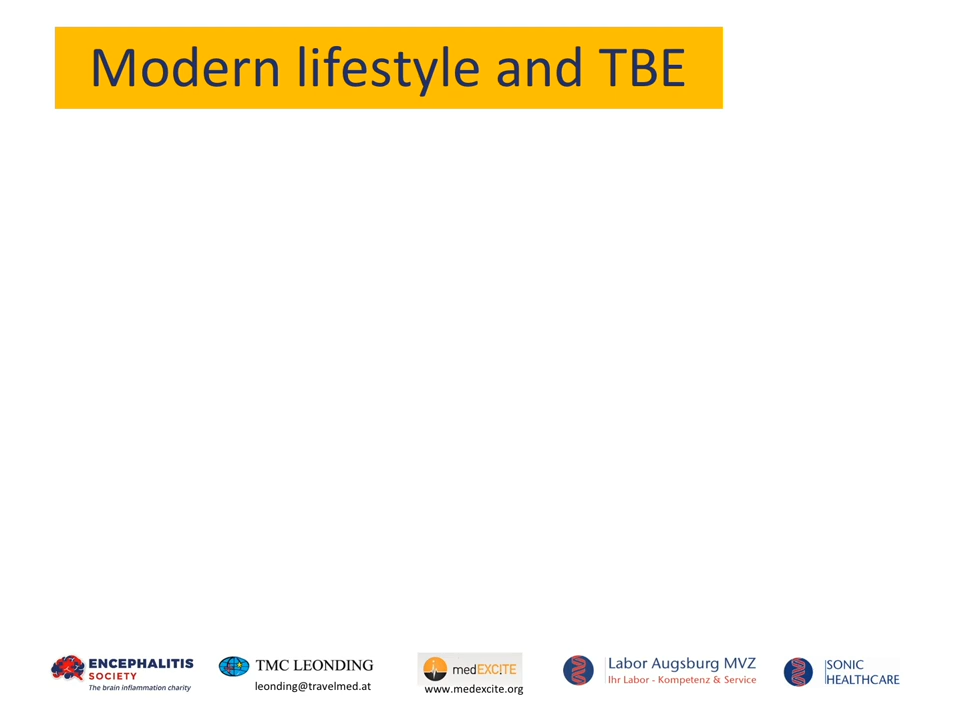 Modern lifestyle and TBE
ENCEPHALITIS
SOCIETY
The brain inflammation charity
TMC LEONDING
leonding@travelmed.at
medEXCITE
www.medexcite.org
Labor Augsburg MVZ
Ihr Labor - Kompetenz & Service
SONIC
HEALTHCARE